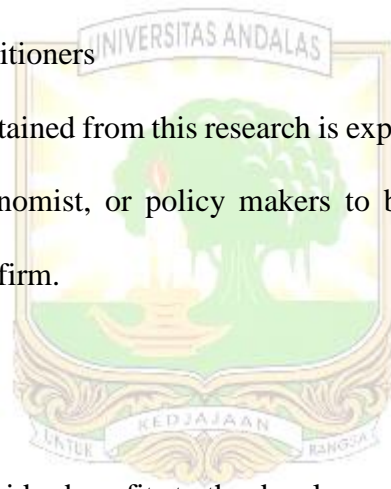 UNIVERSITAS ANDALAS
itioners
tained from this research is exp
nomist, or policy makers to b
firm.
KEDJAJAAN
UNTUK BANGSA